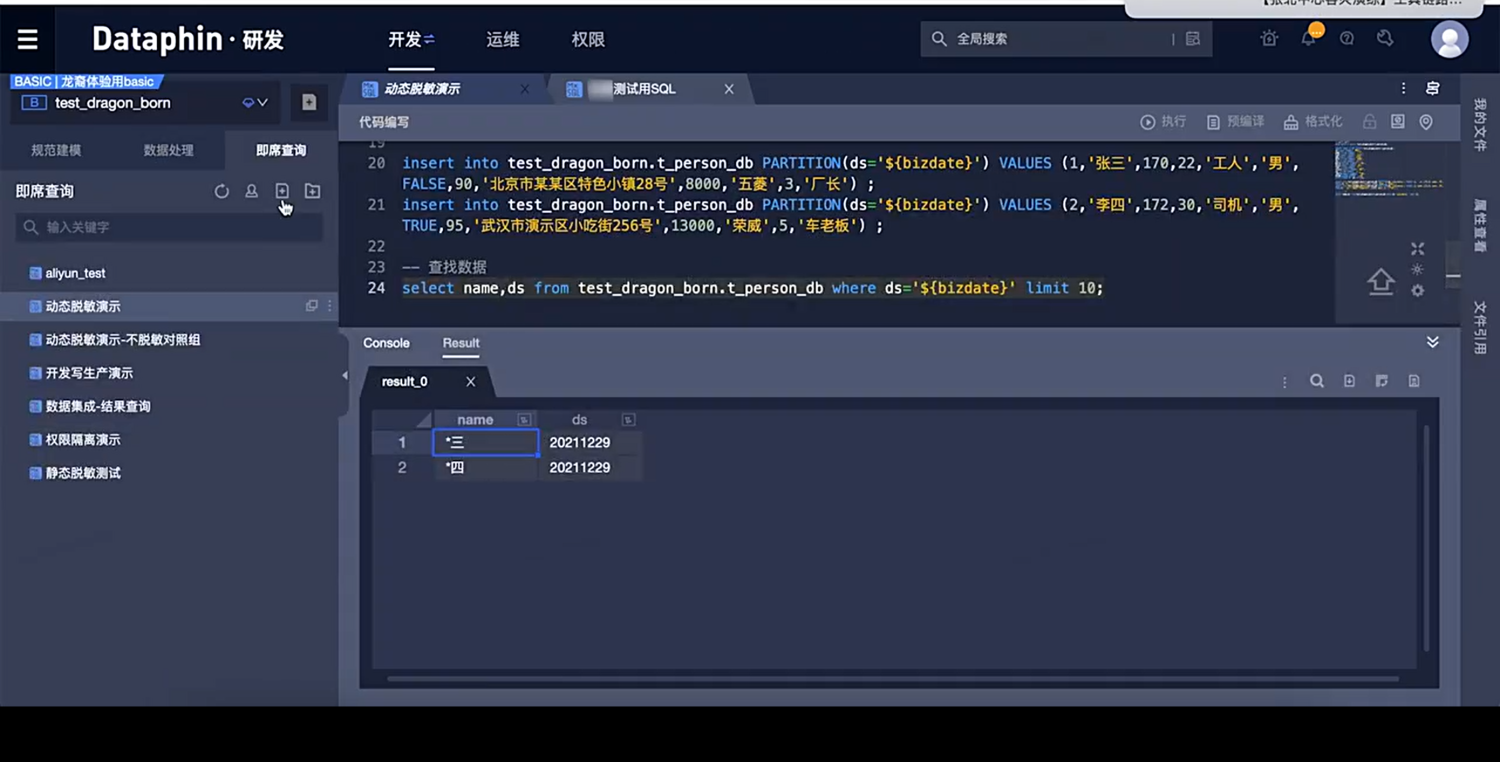 Dataphin · 研发
开发 运维 权限
全局搜索
BASIC | 龙裔体验用basic
B test_dragon_born
动态脱敏演示
测试用SQL
代码编写
执行 预编译 格式化
规范建模 数据处理 即席查询
即席查询
输入关键字
aliyun_test
动态脱敏演示
动态脱敏演示-不脱敏对照组
开发写生产演示
数据集成-结果查询
权限隔离演示
静态脱敏测试
19
20 insert into test_dragon_born.t_person_db PARTITION(ds='${bizdate}') VALUES (1,'张三',170,22,'工人','男',
FALSE,90,'北京市某某区特色小镇28号',8000,'五菱',3,'厂长') ;
21 insert into test_dragon_born.t_person_db PARTITION(ds='${bizdate}') VALUES (2,'李四',172,30,'司机','男',
TRUE,95,'武汉市演示区小吃街256号',13000,'荣威',5,'车老板') ;
22
23 -- 查找数据
24 select name,ds from test_dragon_born.t_person_db where ds='${bizdate}' limit 10;
Console Result
result_0
name ds
1 *三 20211229
2 *四 20211229
我的文件
属性查看
文件引用